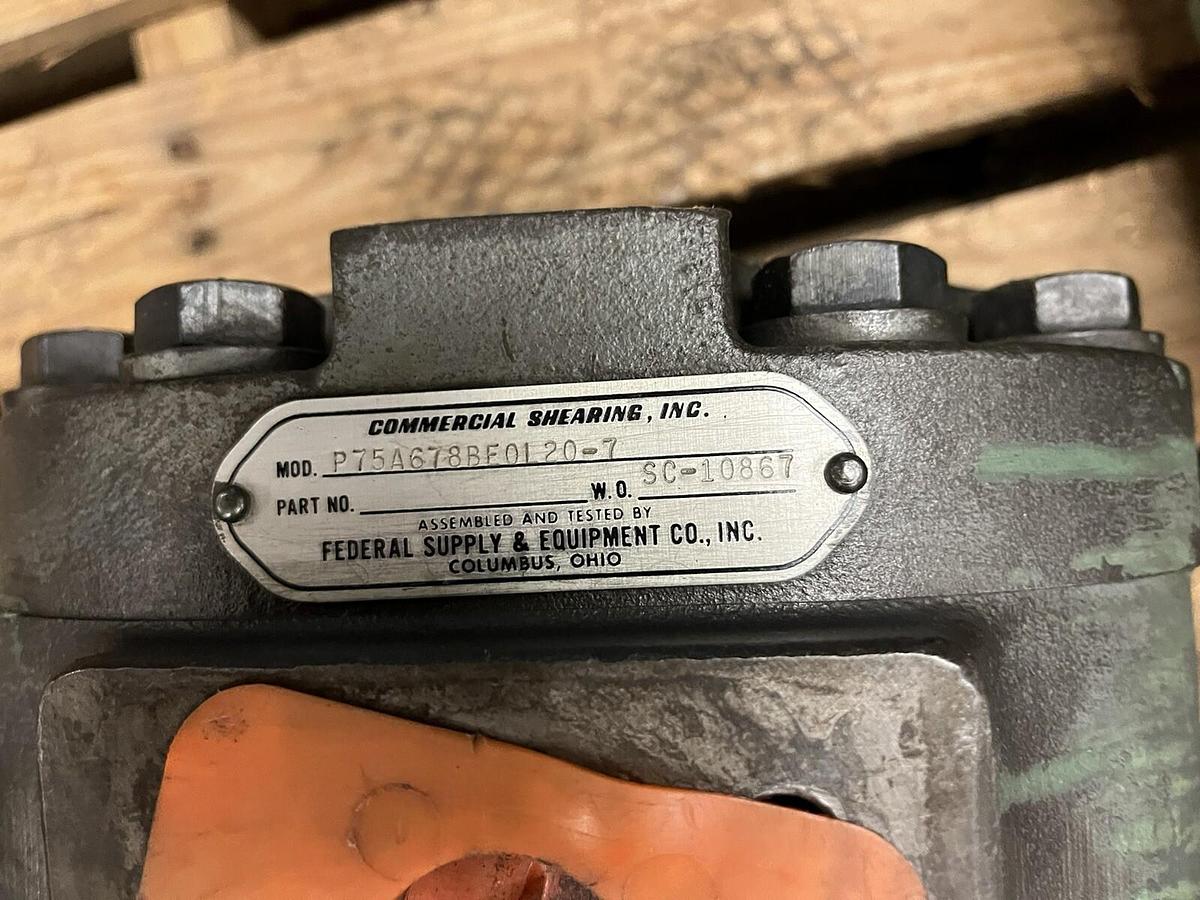 COMMERCIAL SHEARING, INC.
MOD. P75A678BEOL20-7
PART NO. W.O. SC-10867
ASSEMBLED AND TESTED BY
FEDERAL SUPPLY & EQUIPMENT CO., INC.
COLUMBUS, OHIO